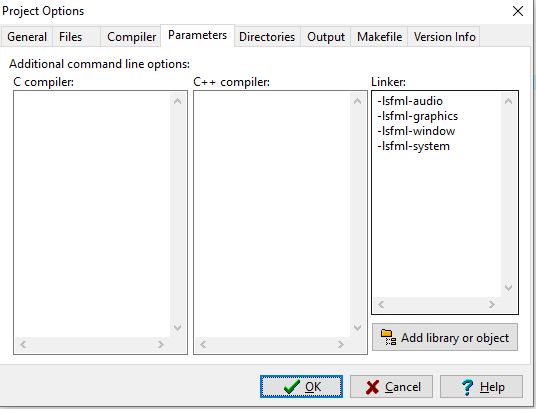 Project Options
General Files Compiler Parameters Directories Output Makefile Version Info
Additional command line options:
C compiler: C++ compiler: Linker:
-lsfml-audio
-lsfml-graphics
-lsfml-window
-lsfml-system
Add library or object
OK Cancel Help